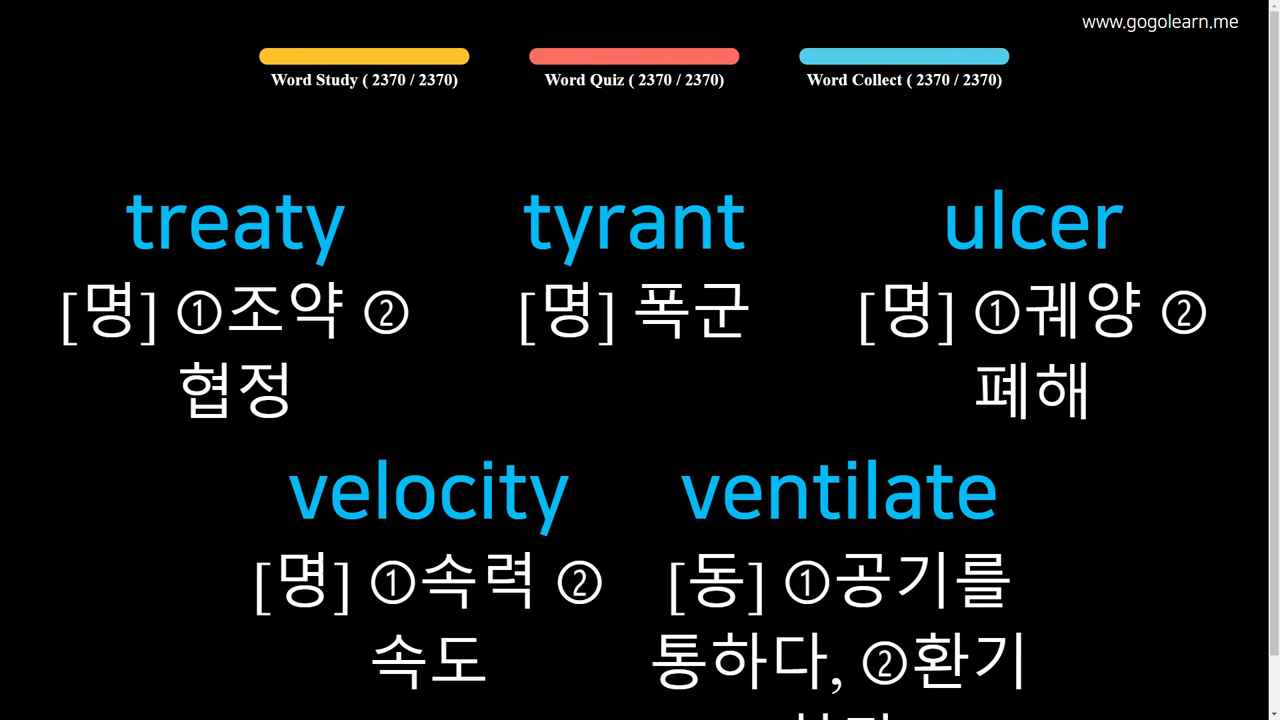 www.gogolearn.me
Word Study ( 2370 / 2370)
Word Quiz ( 2370 / 2370)
Word Collect ( 2370 / 2370)
treaty
[명] ①조약 ②
협정
tyrant
[명] 폭군
ulcer
[명] ①궤양 ②
폐해
velocity
[명] ①속력 ②
속도
ventilate
[동] ①공기를
통하다, ②환기